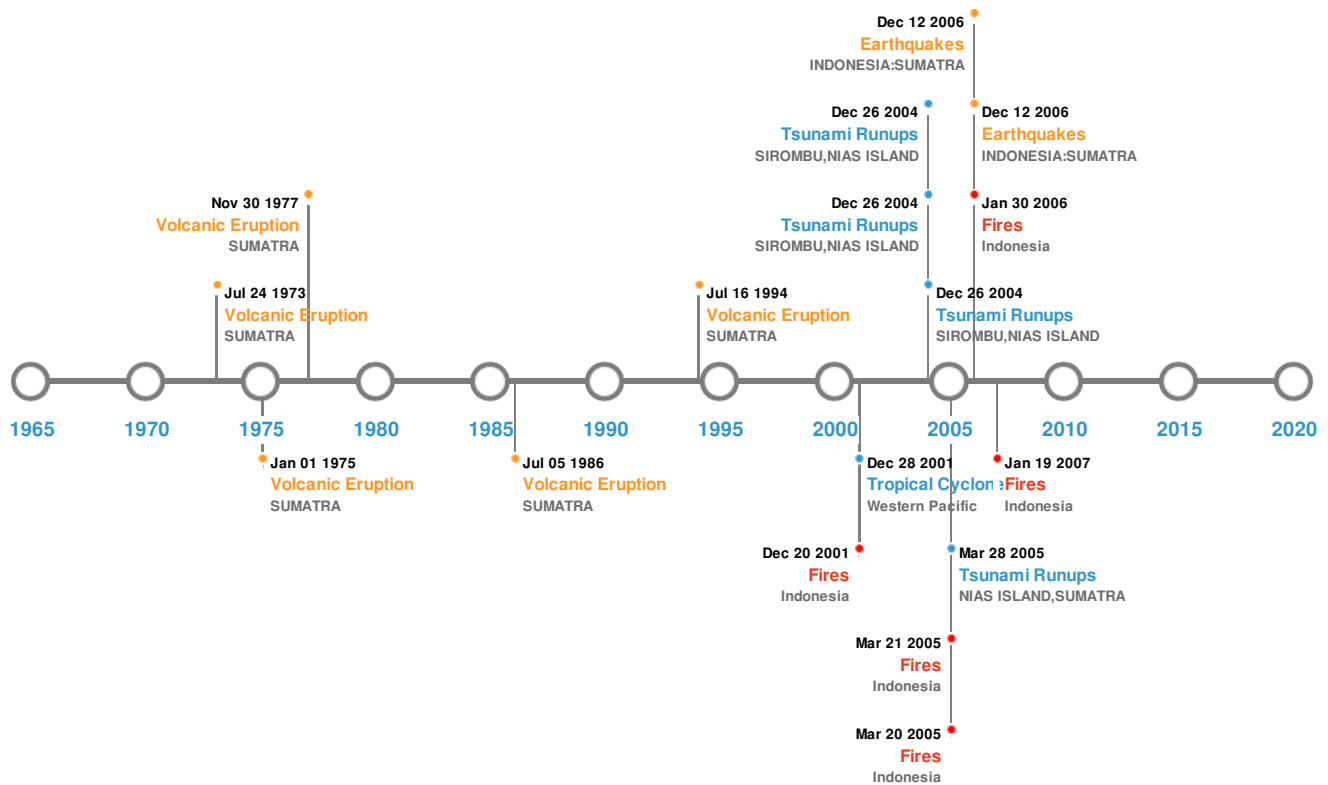 Dec 12 2006
Earthquakes
INDONESIA:SUMATRA
Dec 26 2004
Tsunami Runups
SIROMBU,NIAS ISLAND
Dec 12 2006
Earthquakes
INDONESIA:SUMATRA
Nov 30 1977
Volcanic Eruption
SUMATRA
Dec 26 2004
Tsunami Runups
SIROMBU,NIAS ISLAND
Jan 30 2006
Fires
Indonesia
Jul 24 1973
Volcanic Eruption
SUMATRA
Jul 16 1994
Volcanic Eruption
SUMATRA
Dec 26 2004
Tsunami Runups
SIROMBU,NIAS ISLAND
1965 1970 1975 1980 1985 1990 1995 2000 2005 2010 2015 2020
Jan 01 1975
Volcanic Eruption
SUMATRA
Jul 05 1986
Volcanic Eruption
SUMATRA
Dec 28 2001
Tropical Cyclone
Western Pacific
Jan 19 2007
Fires
Indonesia
Dec 20 2001
Fires
Indonesia
Mar 28 2005
Tsunami Runups
NIAS ISLAND,SUMATRA
Mar 21 2005
Fires
Indonesia
Mar 20 2005
Fires
Indonesia